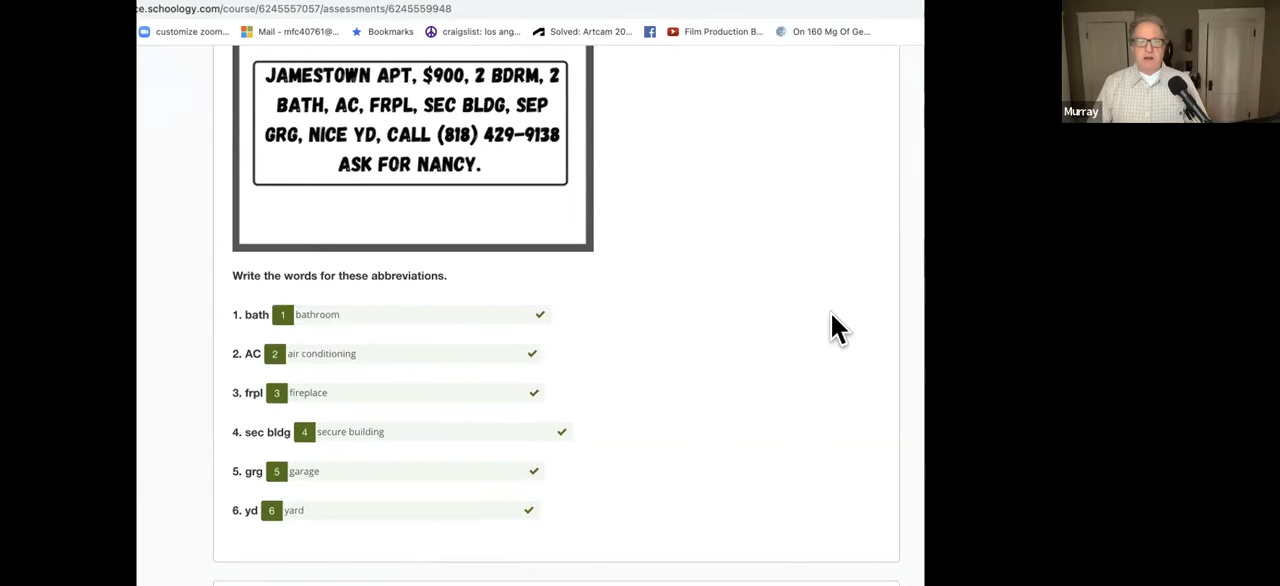 ce.schoology.com/course/6245557057/assessments/6245559948
customize zoom... Mail - mfc40761@... Bookmarks craigslist: los ang... Solved: Artcam 20... Film Production B... On 160 Mg Of Ge...
JAMESTOWN APT, $900, 2 BDRM, 2
BATH, AC, FRPL, SEC BLDG, SEP
GRG, NICE YD, CALL (818) 429-9138
ASK FOR NANCY.
Murray
Write the words for these abbreviations.
1. bath 1 bathroom
2. AC 2 air conditioning
3. frpl 3 fireplace
4. sec bldg 4 secure building
5. grg 5 garage
6. yd 6 yard